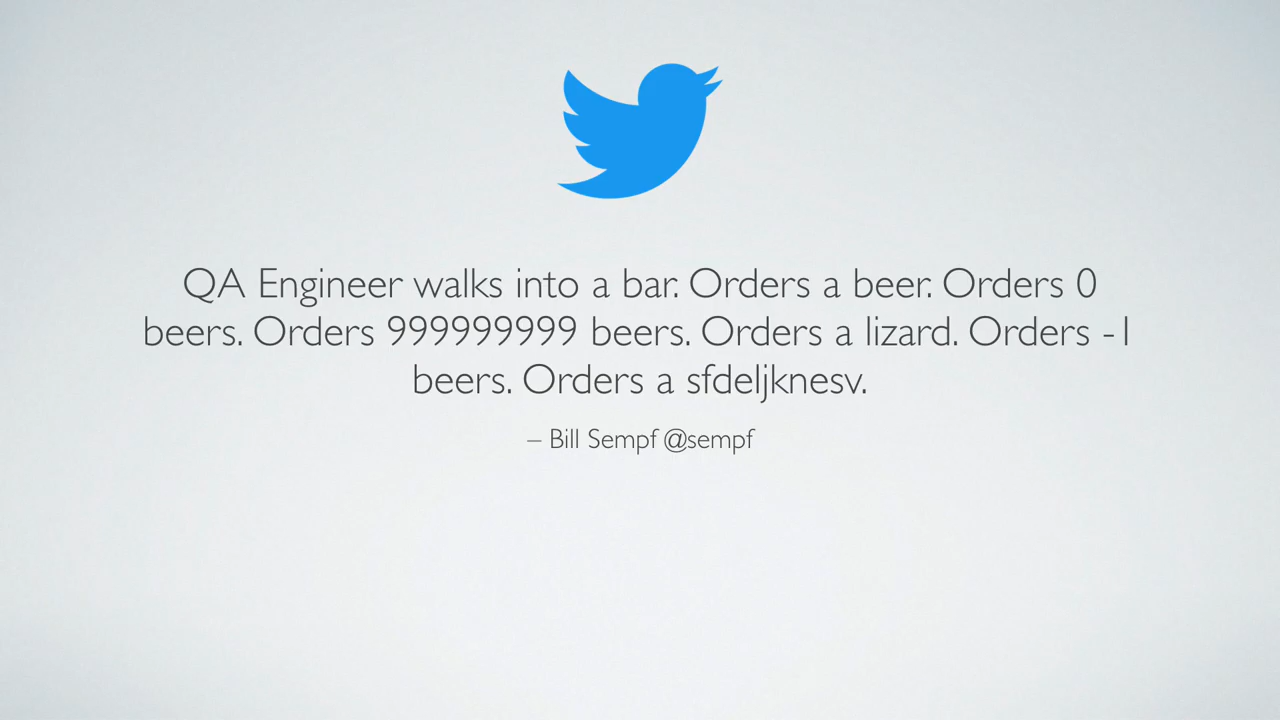 QA Engineer walks into a bar. Orders a beer. Orders 0
beers. Orders 999999999 beers. Orders a lizard. Orders -1
beers. Orders a sfdeljknesv.
– Bill Sempf @sempf